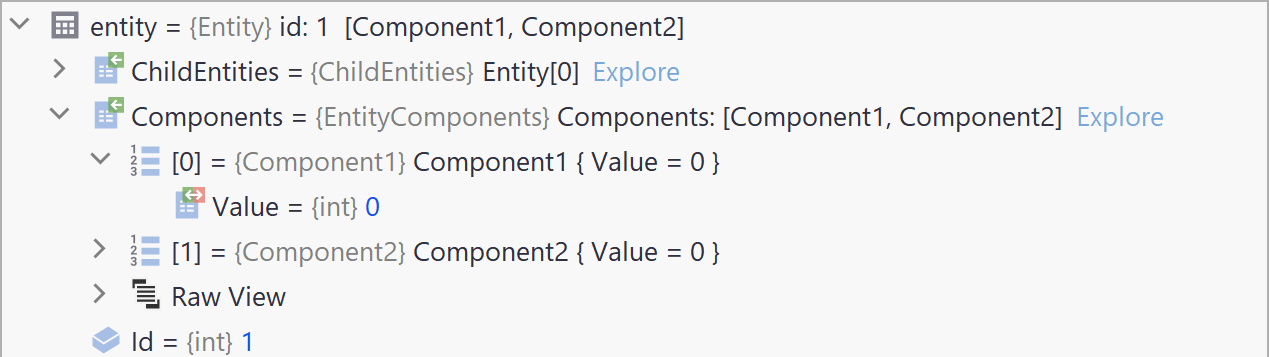 entity = {Entity} id: 1 [Component1, Component2]
ChildEntities = {ChildEntities} Entity[0] Explore
Components = {EntityComponents} Components: [Component1, Component2] Explore
[0] = {Component1} Component1 { Value = 0 }
Value = {int} 0
[1] = {Component2} Component2 { Value = 0 }
Raw View
Id = {int} 1